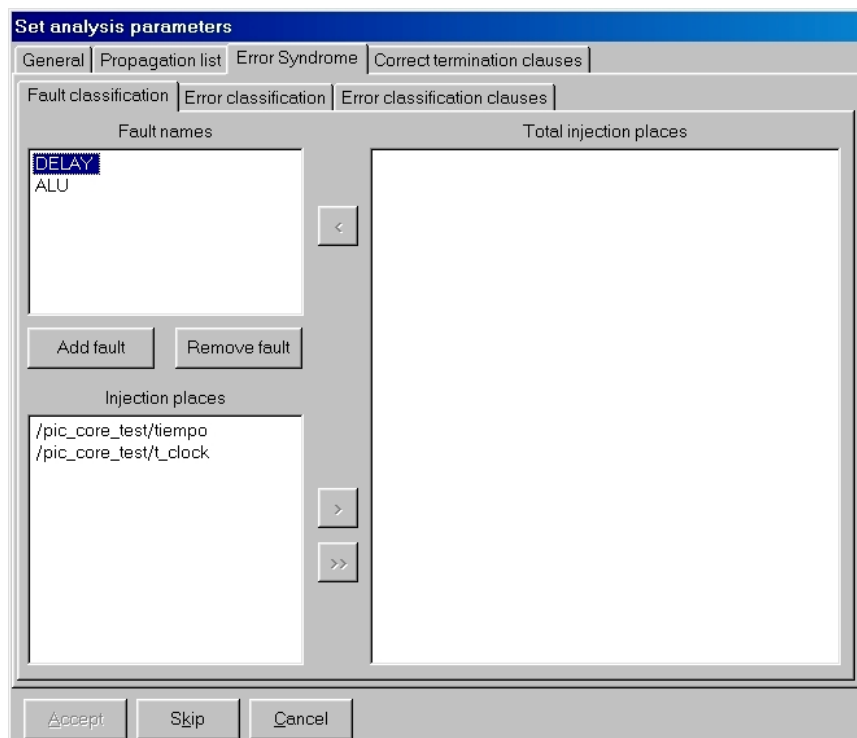 Set analysis parameters
General Propagation list Error Syndrome Correct termination clauses
Fault classification Error classification Error classification clauses
Fault names
DELAY
ALU
<
Add fault Remove fault
Injection places
/pic_core_test/tiempo
/pic_core_test/t_clock
>
>>
Total injection places
Accept Skip Cancel